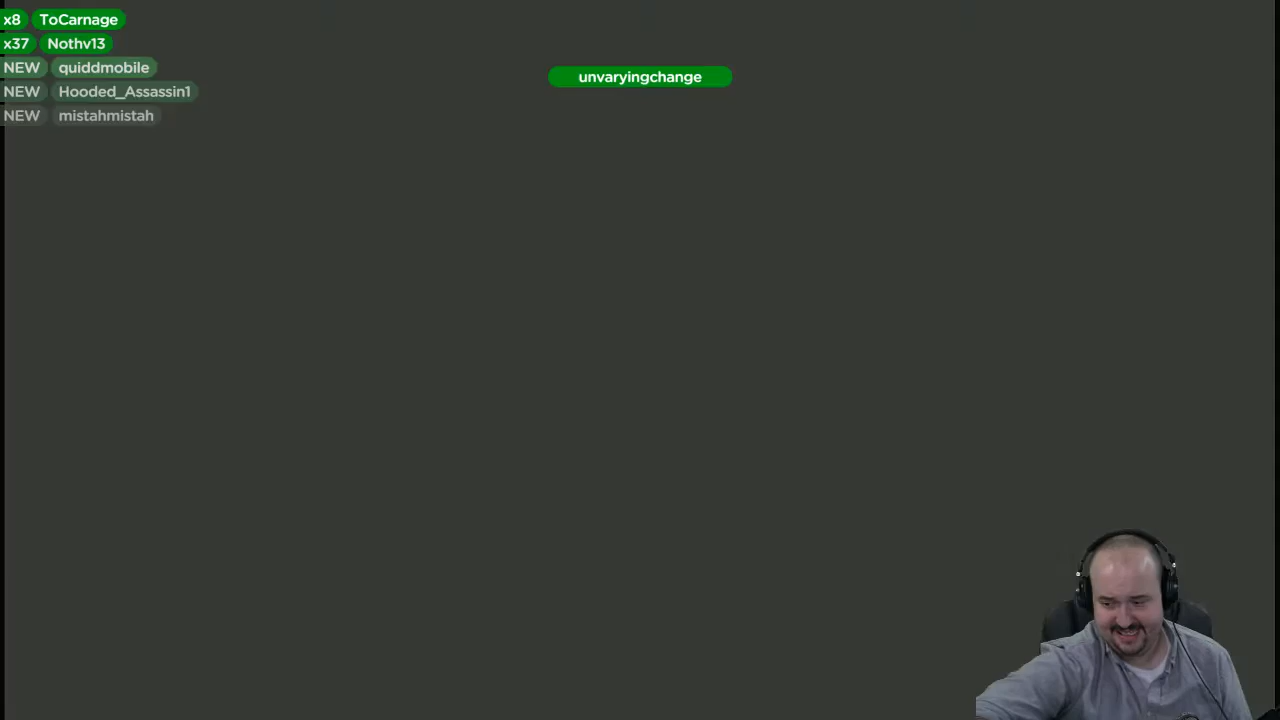 x8 ToCarnage
x37 Nothv13
unvaryingchange
NEW quiddmobile
NEW Hooded_Assassin1
NEW mistahmistah